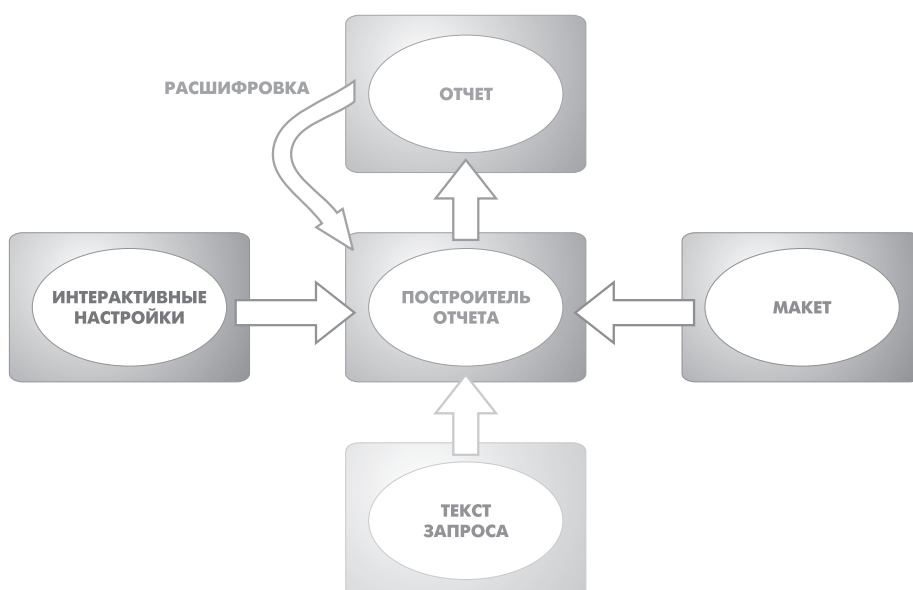 РАСШИФРОВКА
ОТЧЕТ
ИНТЕРАКТИВНЫЕ
НАСТРОЙКИ
ПОСТРОИТЕЛЬ
ОТЧЕТА
МАКЕТ
ТЕКСТ
ЗАПРОСА